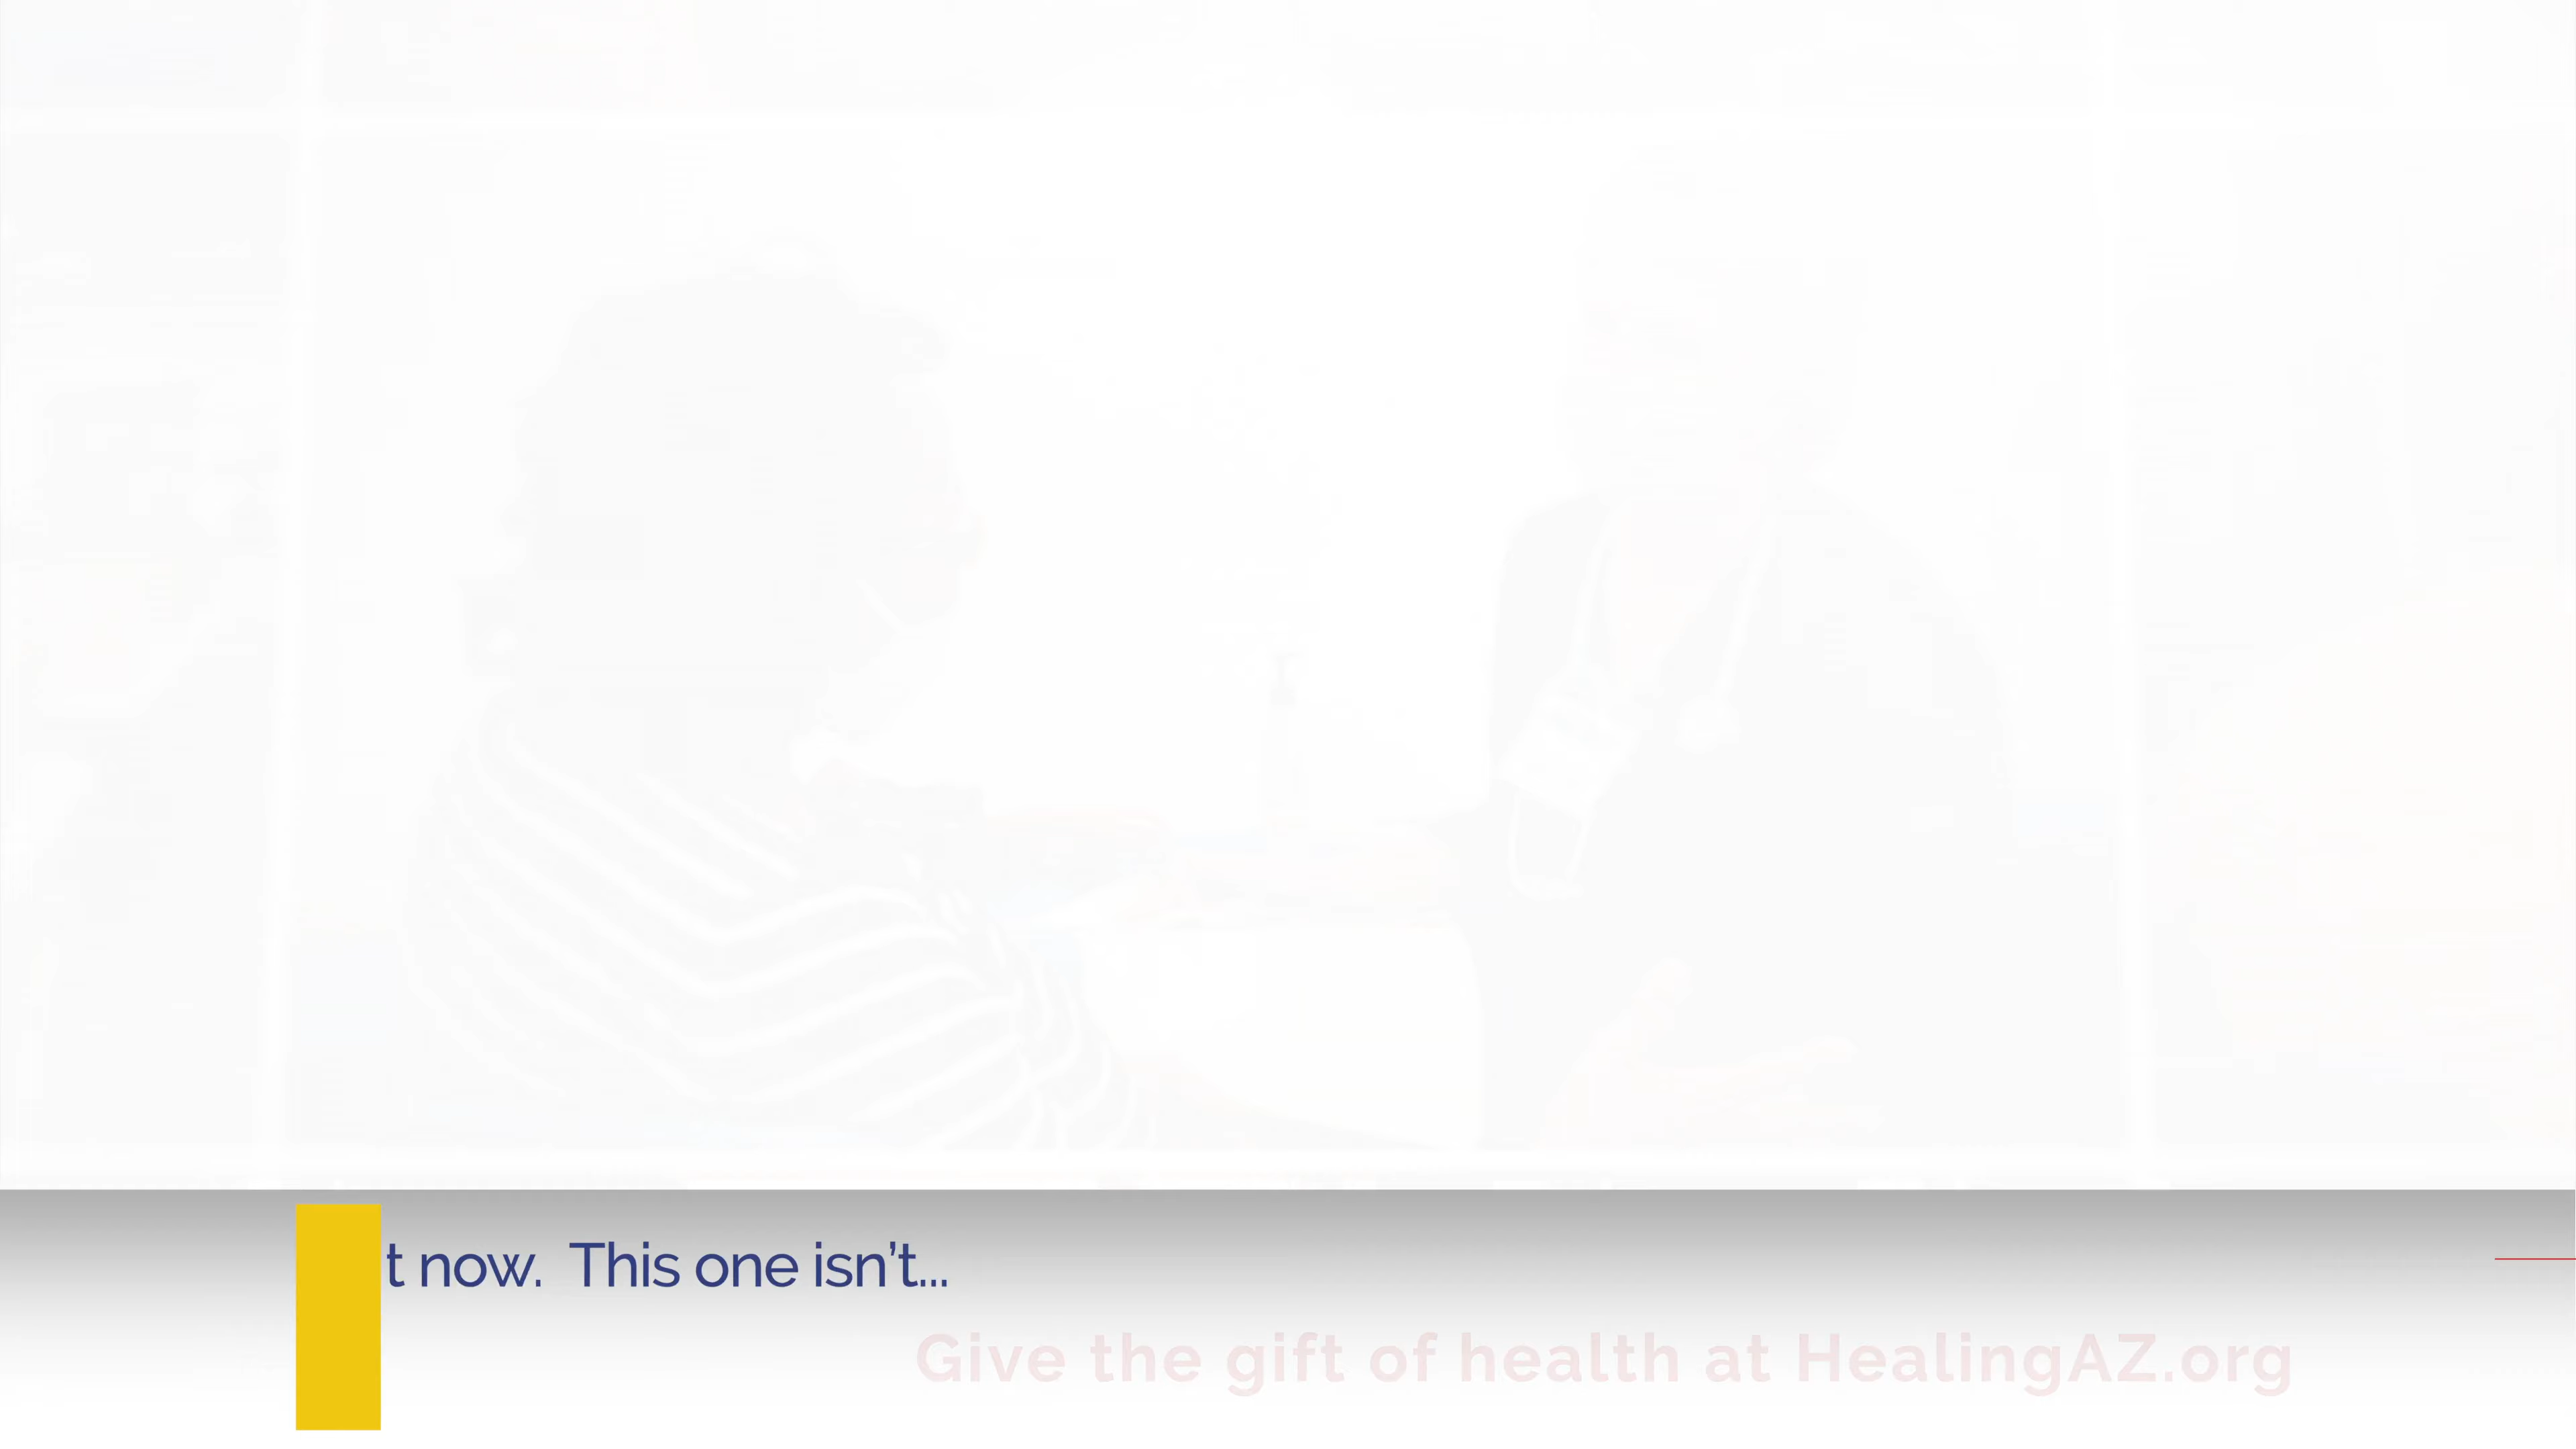 t now. This one isn't...
Give the gift of health at HealingAZ.org